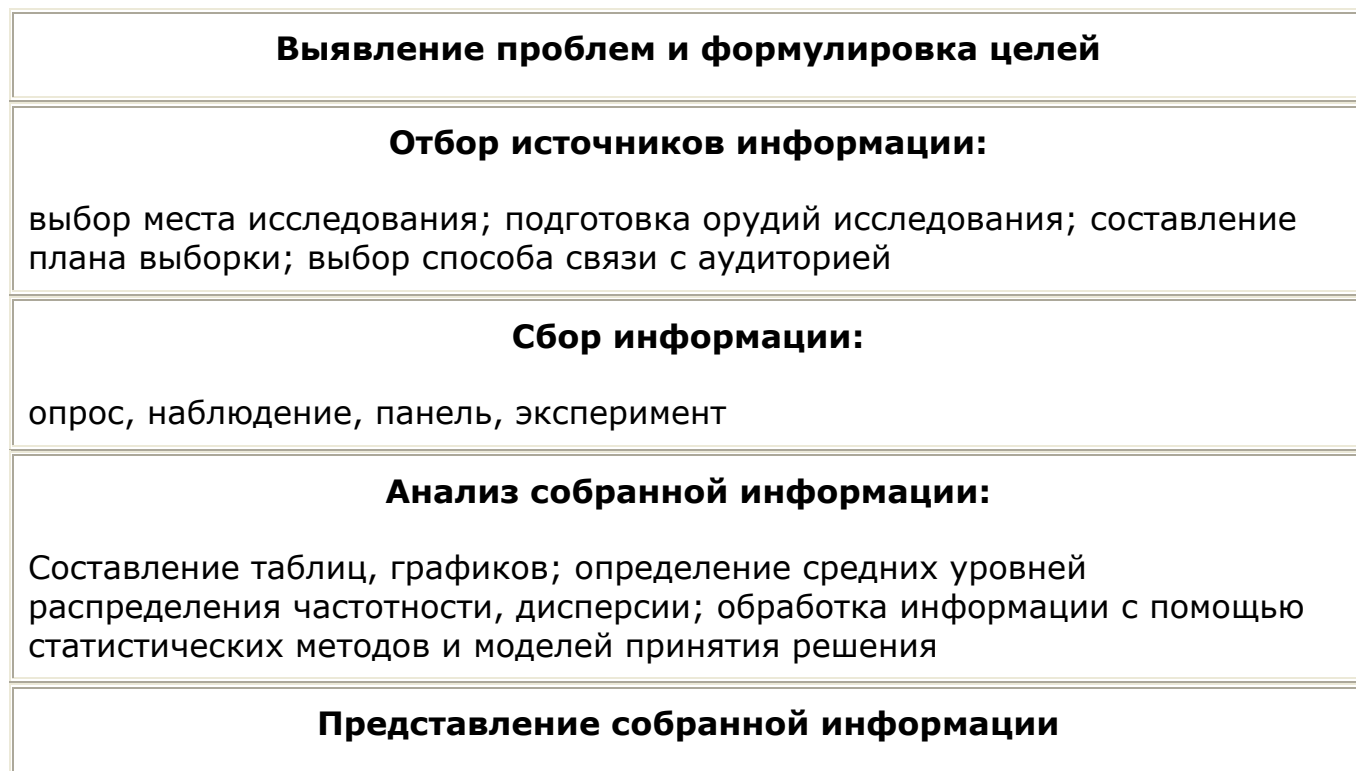 Выявление проблем и формулировка целей
Отбор источников информации:
выбор места исследования; подготовка орудий исследования; составление
плана выборки; выбор способа связи с аудиторией
Сбор информации:
опрос, наблюдение, панель, эксперимент
Анализ собранной информации:
Составление таблиц, графиков; определение средних уровней
распределения частотности, дисперсии; обработка информации с помощью
статистических методов и моделей принятия решения
Представление собранной информации